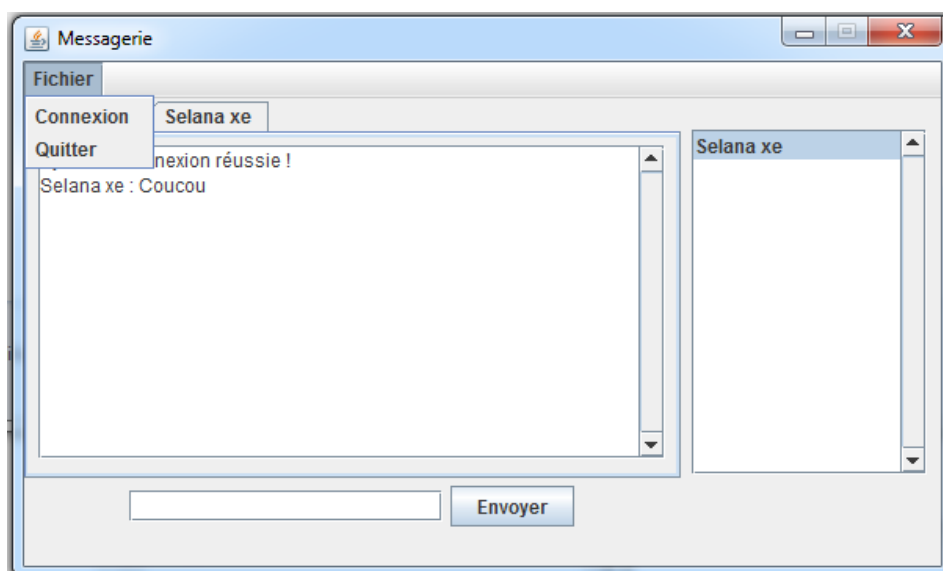 Messagerie
Fichier
Connexion
Quitter
Selana xe
nexion réussie !
Selana xe : Coucou
Selana xe
Envoyer